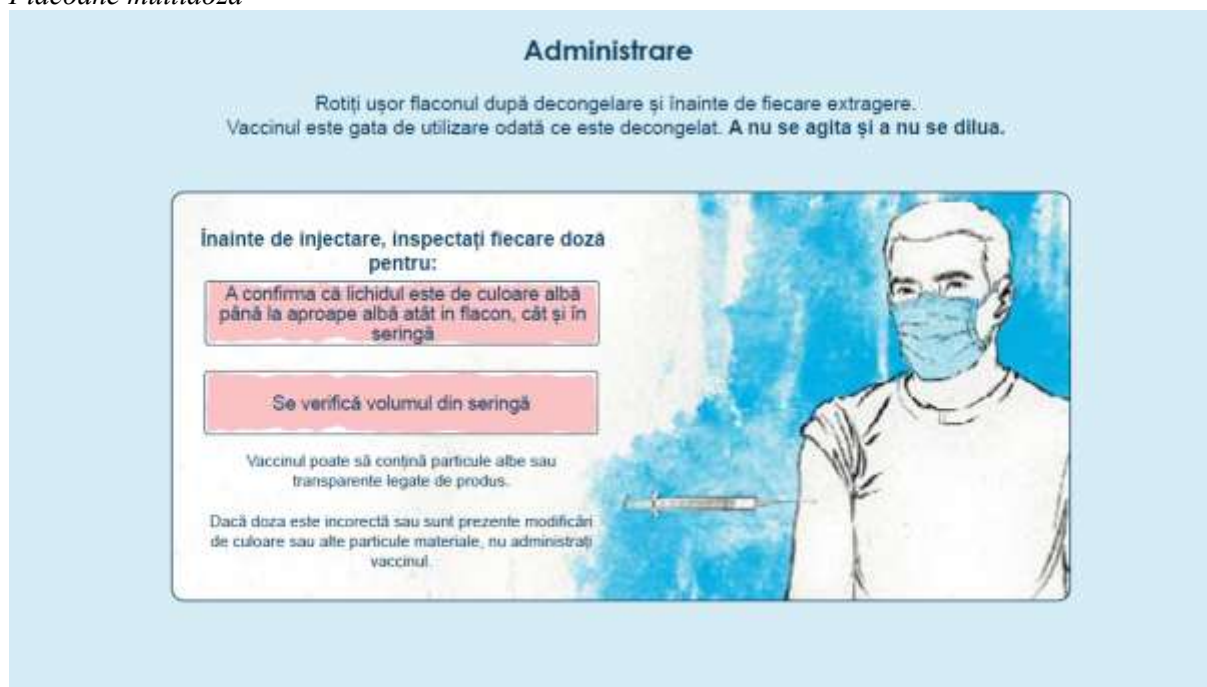 Flacoane multidoză
Administrare
Rotiți ușor flaconul după decongelare și înainte de fiecare extragere.
Vaccinul este gata de utilizare odată ce este decongelat. A nu se agita și a nu se dilua.
Înainte de injectare, inspectați fiecare doză
pentru:
A confirma că lichidul este de culoare albă
până la aproape albă atât in flacon, cât și în
seringă
Se verifică volumul din seringă
Vaccinul poate să conțină particule albe sau
transparente legate de produs.
Dacă doza este incorectă sau sunt prezente modificări
de culoare sau alte particule materiale, nu administrați
vaccinul.